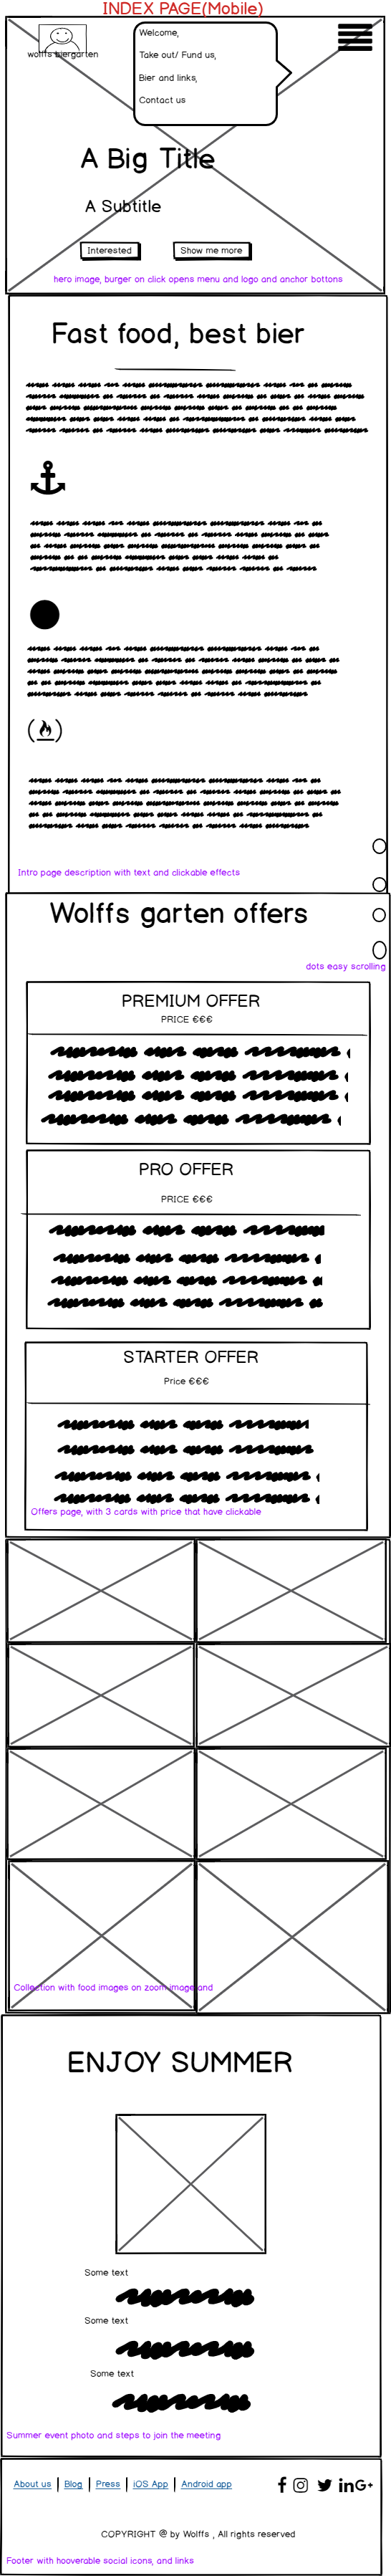 INDEX PAGE(Mobile)
wolffs biergarten
Welcome,
Take out/ Fund us,
Bier and links,
Contact us
A Big Title
A Subtitle
Interested
Show me more
hero image, burger on click opens menu and logo and anchor bottons
Fast food, best bier
Intro page description with text and clickable effects
Wolffs garten offers
dots easy scrolling
PREMIUM OFFER
PRICE €€€
PRO OFFER
PRICE €€€
STARTER OFFER
Price €€€
Offers page, with 3 cards with price that have clickable
Collection with food images on zoom image and
ENJOY SUMMER
Some text
Some text
Some text
Summer event photo and steps to join the meeting
About us | Blog | Press | iOS App | Android app
COPYRIGHT @ by Wolffs , All rights reserved
Footer with hooverable social icons, and links